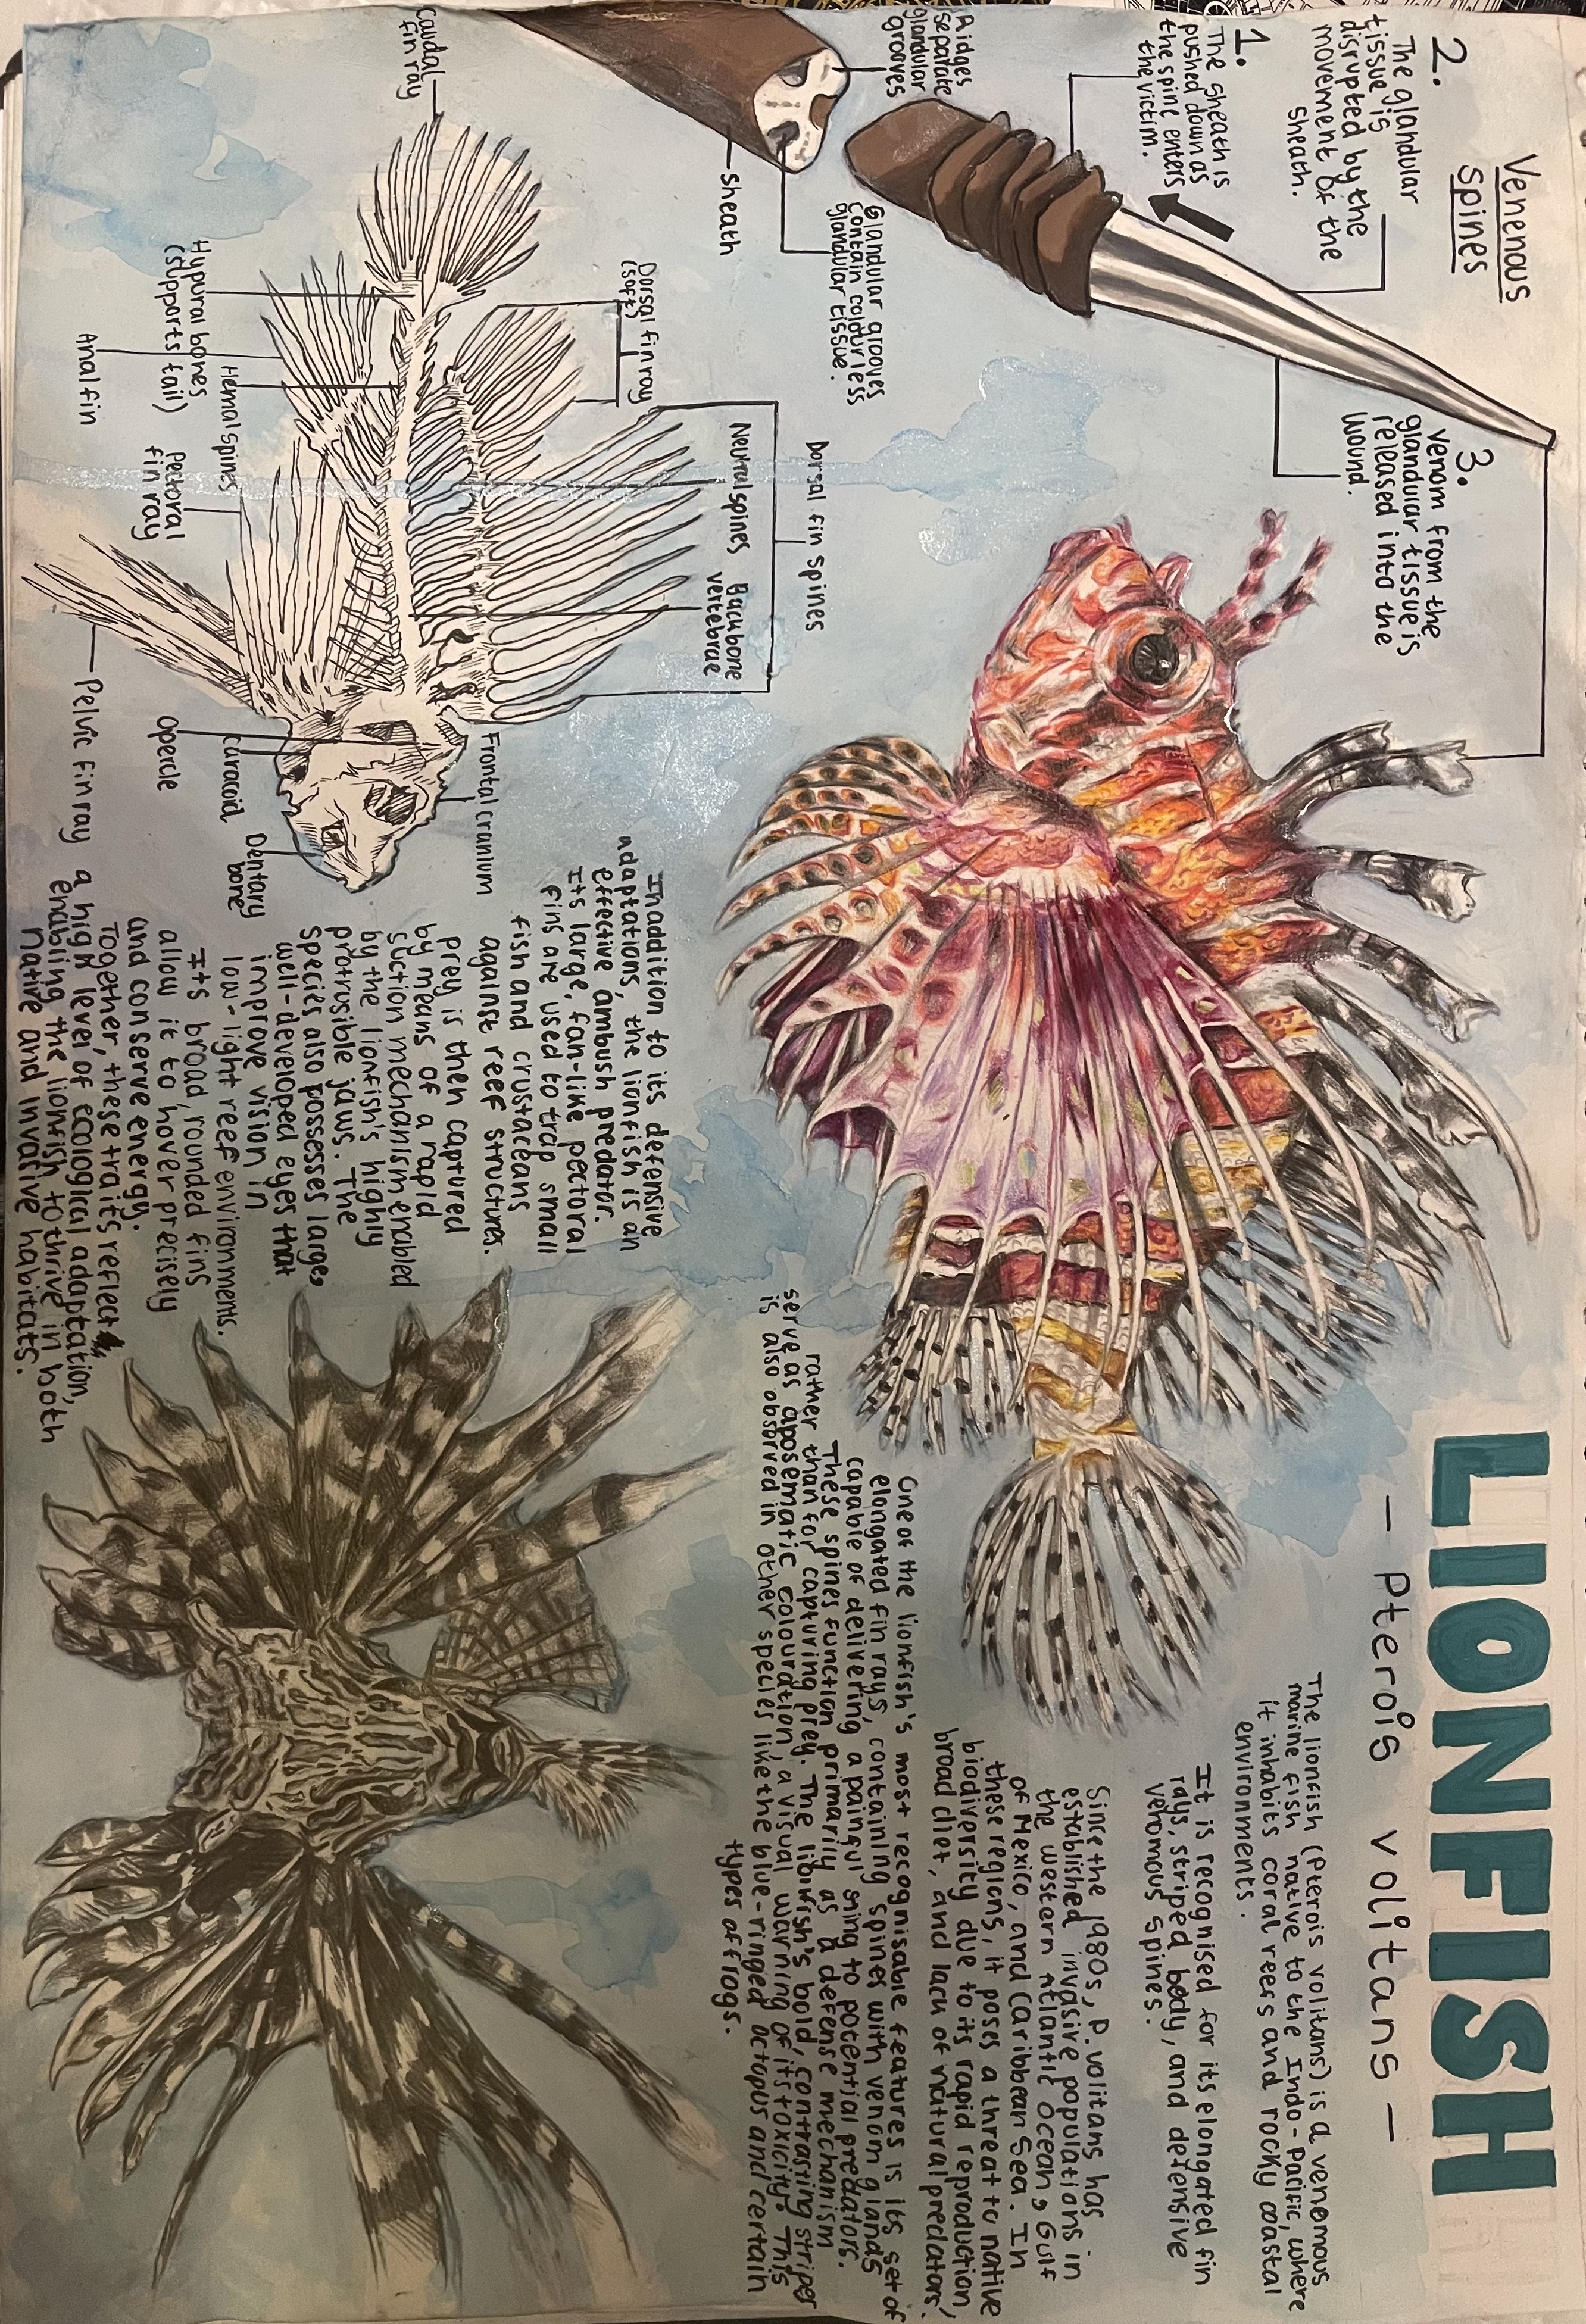 LIONFISH
— Pterois volitans —
The lionfish (Pterois volitans) is a venomous
marine fish native to the Indo-Pacific, where
it inhabits coral reefs and rocky coastal
environments.
It is recognised for its elongated fin
rays, striped body, and defensive
venomous spines.
Since the 1980s, P. volitans has
established invasive populations in
the western Atlantic Ocean, Gulf
of Mexico, and Caribbean Sea. In
these regions, it poses a threat to native
biodiversity due to its rapid reproduction,
broad diet, and lack of natural predators.
One of the lionfish's most recognisable features is its set of
elongated fin rays, containing spines with venom glands
capable of delivering a painful sting to potential predators.
These spines function primarily as a defense mechanism
rather than for capturing prey. The lionfish's bold, contrasting stripes
serve as aposematic colouration, a visual warning of its toxicity. This
is also observed in other species like the blue-ringed octopus and certain
types of frogs.
Venenous
spines
2.
The glandular
tissue is
disrupted by the
movement of the
sheath.
1.
The sheath is
pushed down as
the spine enters
the victim.
3.
venom from the
glandular tissue is
released into the
wound.
Ridges
separate
glandular
grooves
Glandular grooves
contain colourless
glandular tissue.
sheath
Dorsal fin spines
Neutral spines
Backbone
vertebrae
Dorsal fin ray
(soft)
Caudal
fin ray
Hypural bones
(supports tail)
Hemal spines
Anal fin
Pectoral
fin ray
Pelvic fin ray
Opercle
Caracoid
Dentary
bone
Frontal cranium
In addition to its defensive
adaptations, the lionfish is an
effective ambush predator.
Its large, fan-like pectoral
fins are used to trap small
fish and crustaceans
against reef structures.
prey is then captured
by means of a rapid
suction mechanism enabled
by the lionfish's highly
protrusible jaws. The
species also possesses large,
well-developed eyes that
improve vision in
low-light reef environments.
Its broad, rounded fins
allow it to hover precisely
and conserve energy.
Together, these traits reflect
a high level of ecological adaptation,
enabling the lionfish to thrive in both
native and invasive habitats.